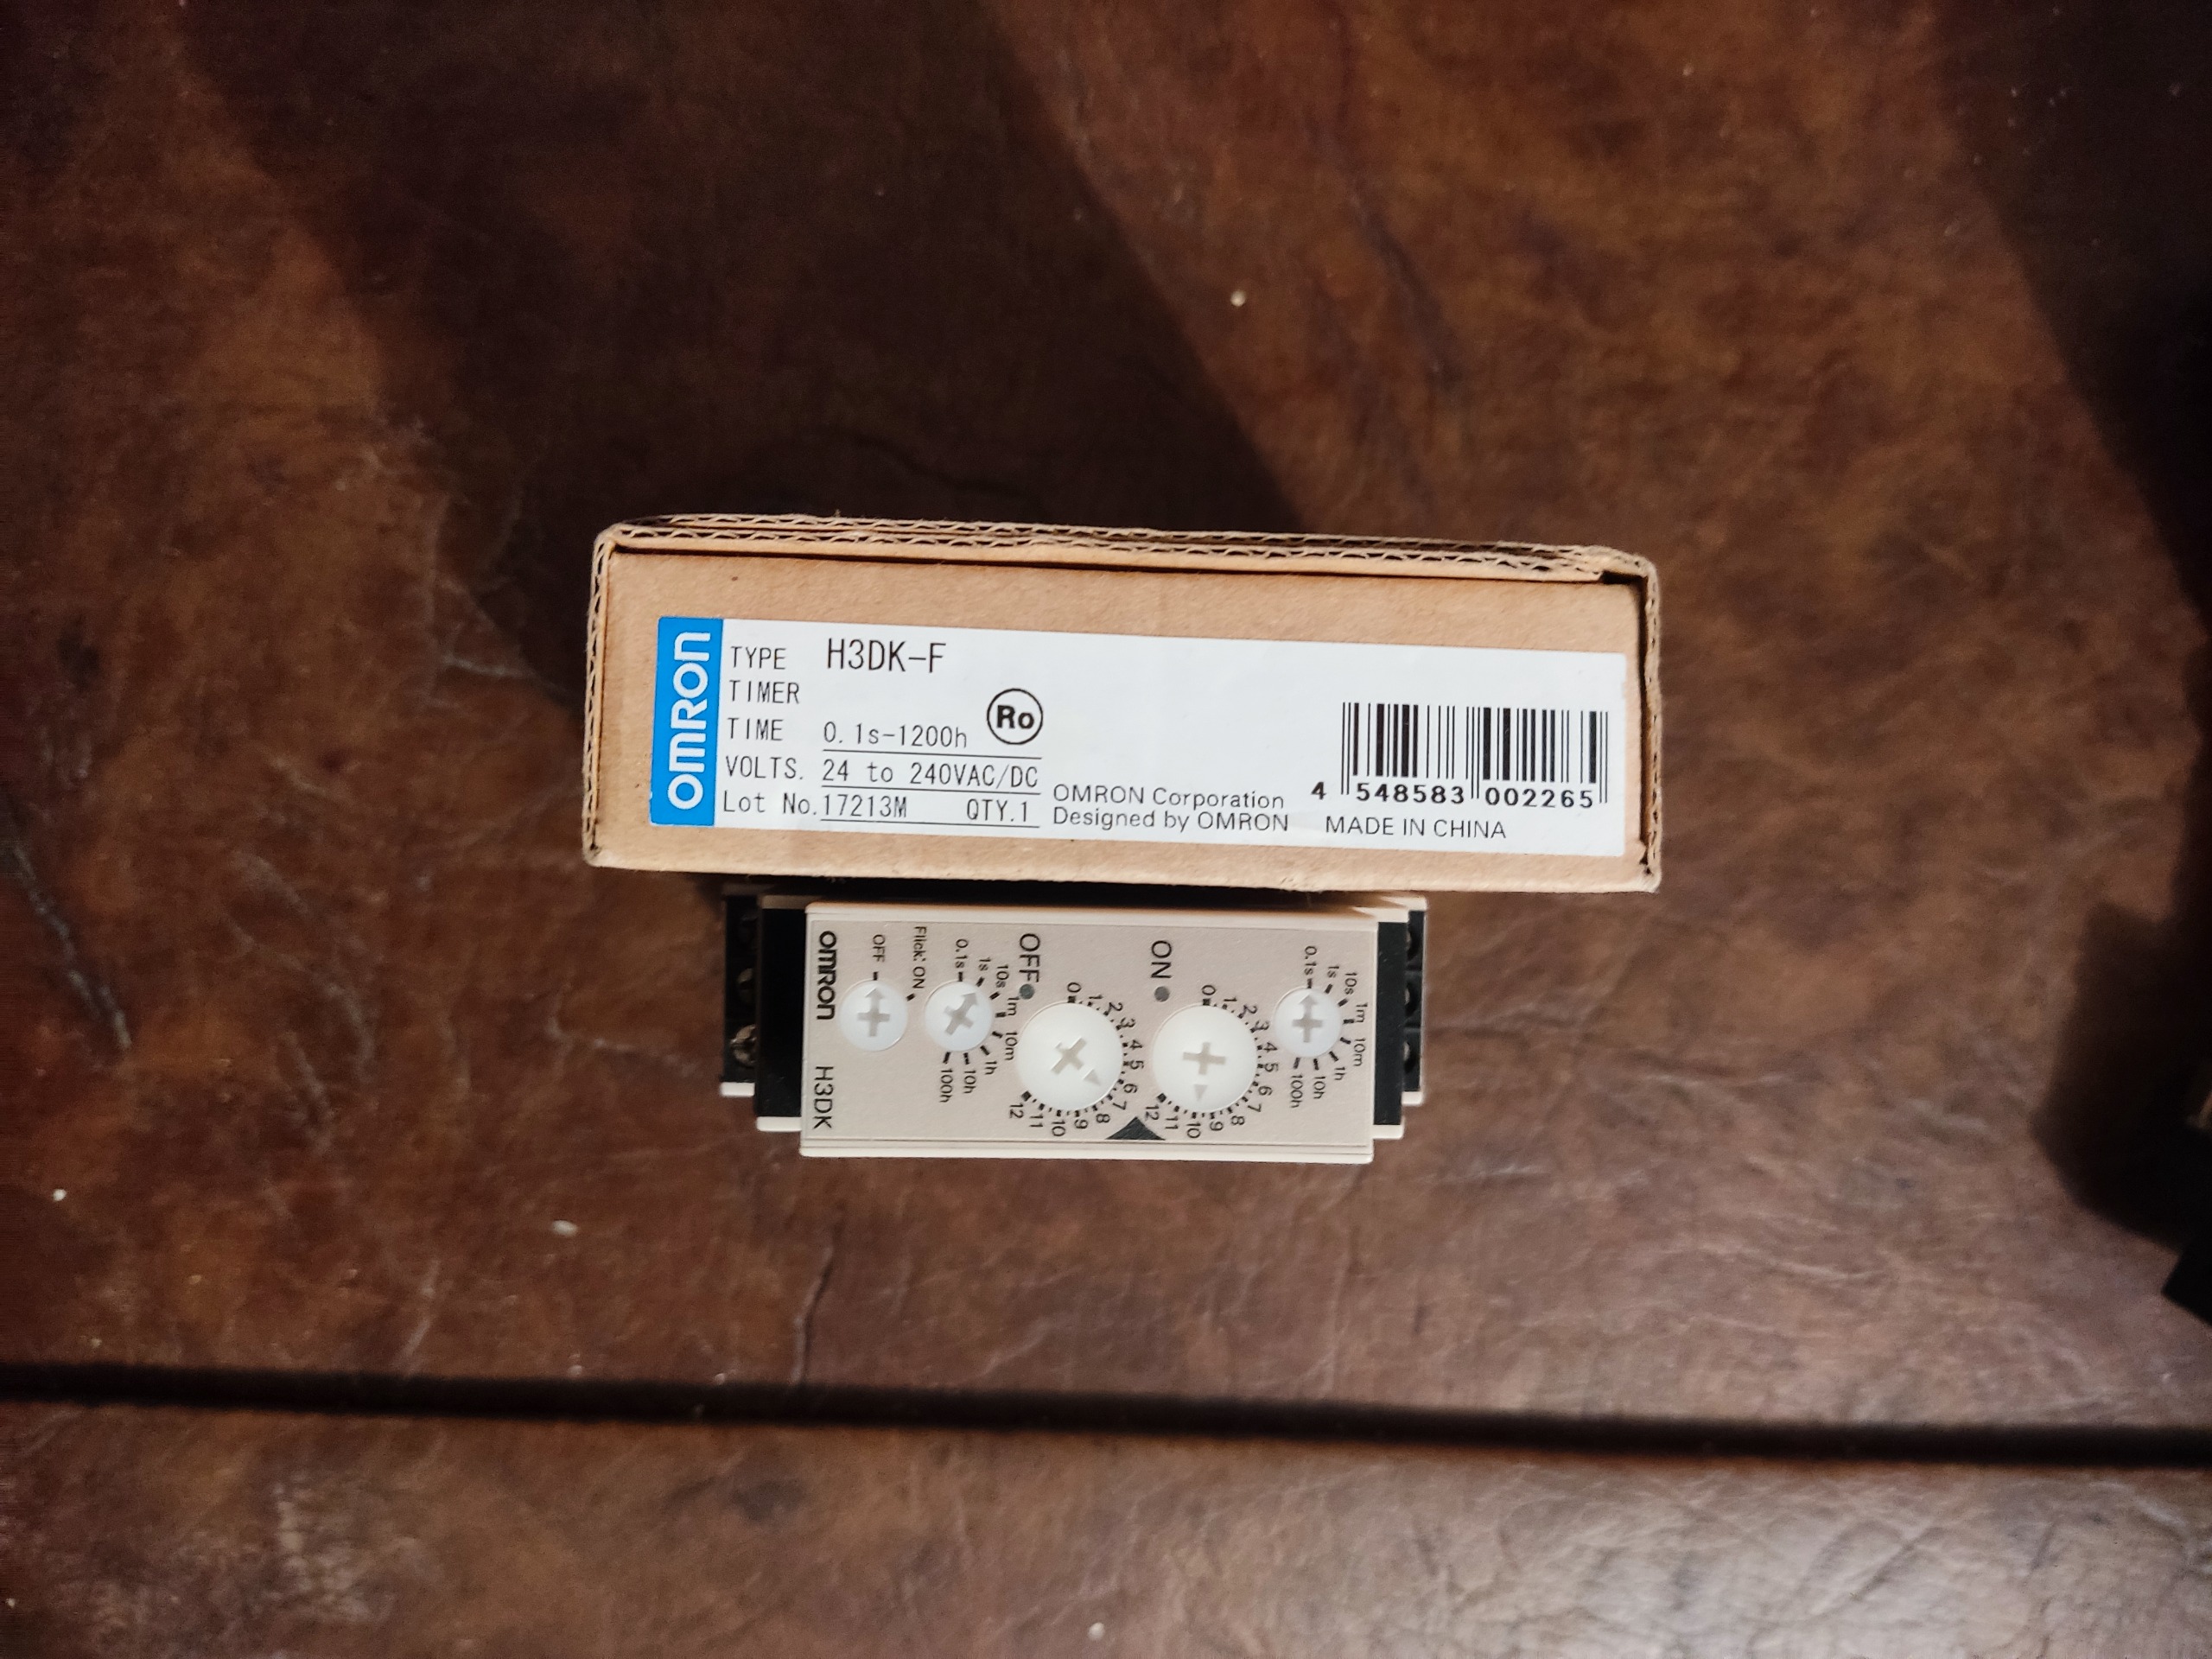 OMRON
TYPE H3DK-F
TIMER
TIME 0.1s-1200h
Ro
VOLTS. 24 to 240VAC/DC
Lot No.17213M QTY.1
OMRON Corporation
Designed by OMRON
4 548583 002265
MADE IN CHINA
0.1s 1s 10s 1m 10m 1h 10h 100h
ON
0 1 2 3 4 5 6 7 8 9 10 11 12
OFF
0 1 2 3 4 5 6 7 8 9 10 11 12
0.1s 1s 10s 1m 10m 1h 10h 100h
Flick: ON
OFF
OMRON H3DK